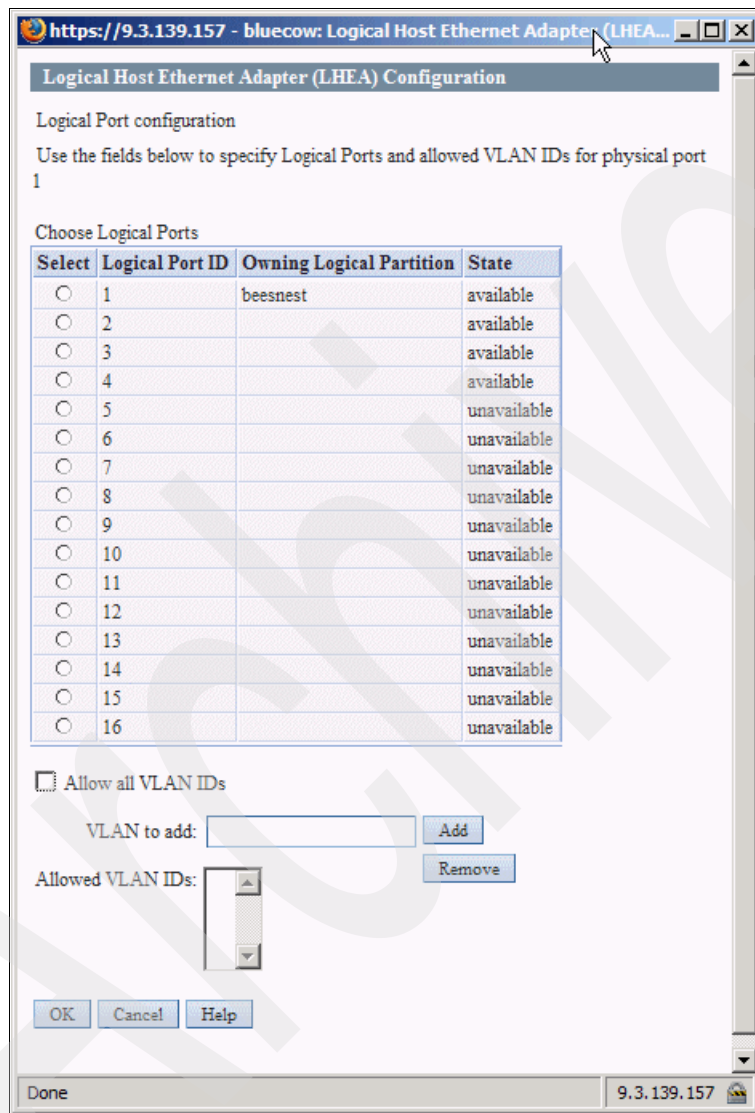 https://9.3.139.157 - bluecow: Logical Host Ethernet Adapter (LHEA...
Logical Host Ethernet Adapter (LHEA) Configuration
Logical Port configuration
Use the fields below to specify Logical Ports and allowed VLAN IDs for physical port
1
Choose Logical Ports
Select Logical Port ID Owning Logical Partition State
1 beesnest available
2 available
3 available
4 available
5 unavailable
6 unavailable
7 unavailable
8 unavailable
9 unavailable
10 unavailable
11 unavailable
12 unavailable
13 unavailable
14 unavailable
15 unavailable
16 unavailable
Allow all VLAN IDs
VLAN to add: Add
Remove
Allowed VLAN IDs:
OK Cancel Help
Done 9.3.139.157
Archive